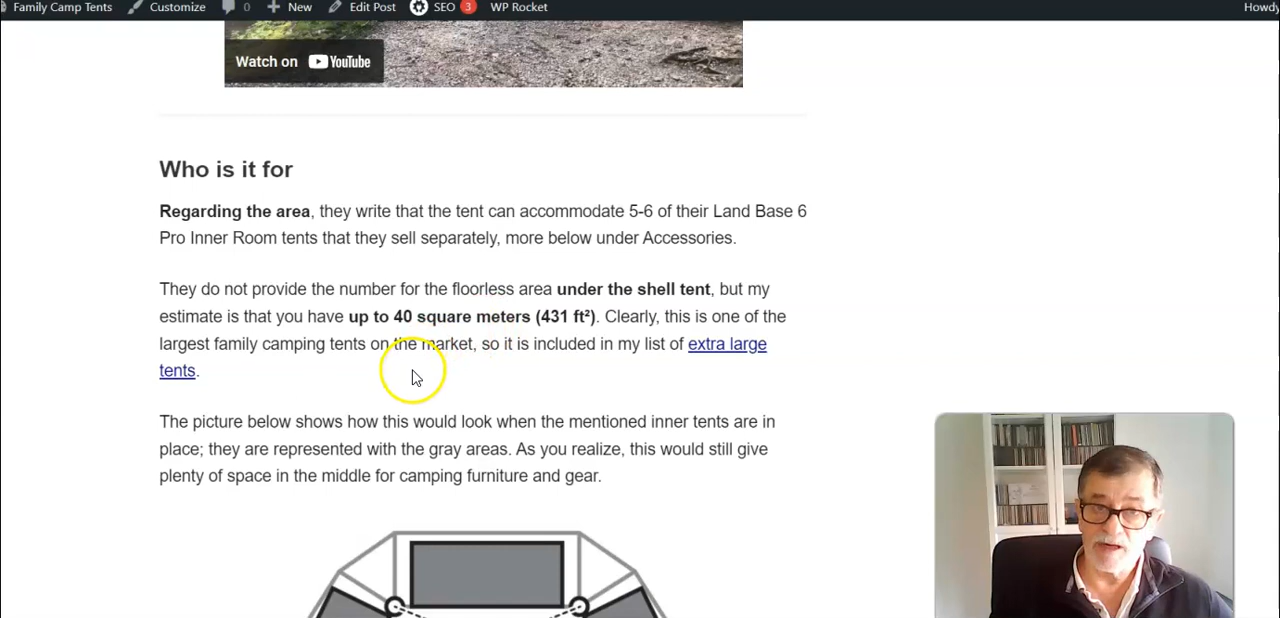 Family Camp Tents Customize 0 New Edit Post SEO 3 WP Rocket Howdy
Watch on YouTube
Who is it for
Regarding the area, they write that the tent can accommodate 5-6 of their Land Base 6
Pro Inner Room tents that they sell separately, more below under Accessories.
They do not provide the number for the floorless area under the shell tent, but my
estimate is that you have up to 40 square meters (431 ft²). Clearly, this is one of the
largest family camping tents on the market, so it is included in my list of extra large
tents.
The picture below shows how this would look when the mentioned inner tents are in
place; they are represented with the gray areas. As you realize, this would still give
plenty of space in the middle for camping furniture and gear.